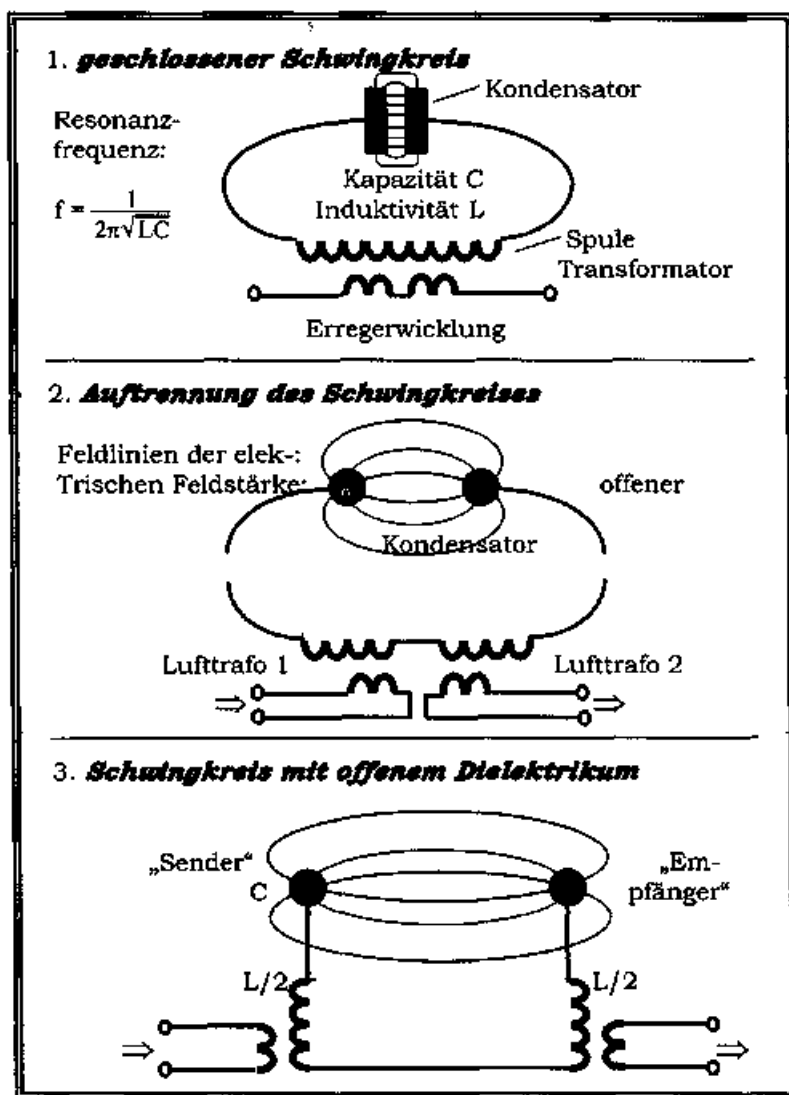 1. geschlossener Schwingkreis
Kondensator
Resonanz-
frequenz:
Kapazität C
Induktivität L
f = 1
2π√LC
Spule
Transformator
Erregerwicklung
2. Auftrennung des Schwingkreises
Feldlinien der elek-:
Trischen Feldstärke:
offener
Kondensator
Lufttrafo 1
Lufttrafo 2
⇒
⇒
3. Schwingkreis mit offenem Dielektrikum
„Sender“
C
„Em-
pfänger“
L/2
L/2
⇒
⇒